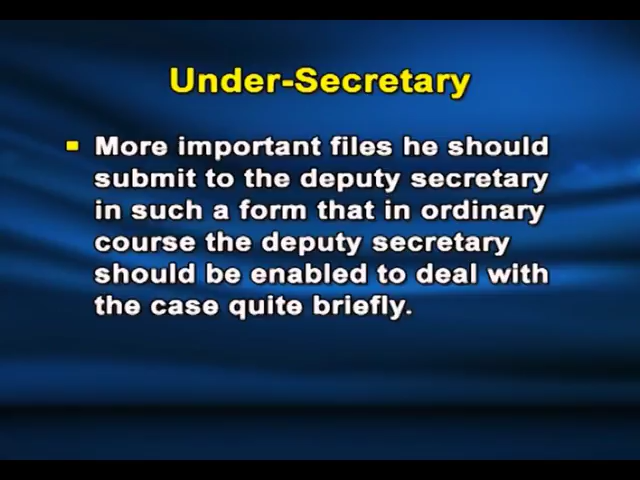 Under-Secretary
More important files he should
submit to the deputy secretary
in such a form that in ordinary
course the deputy secretary
should be enabled to deal with
the case quite briefly.